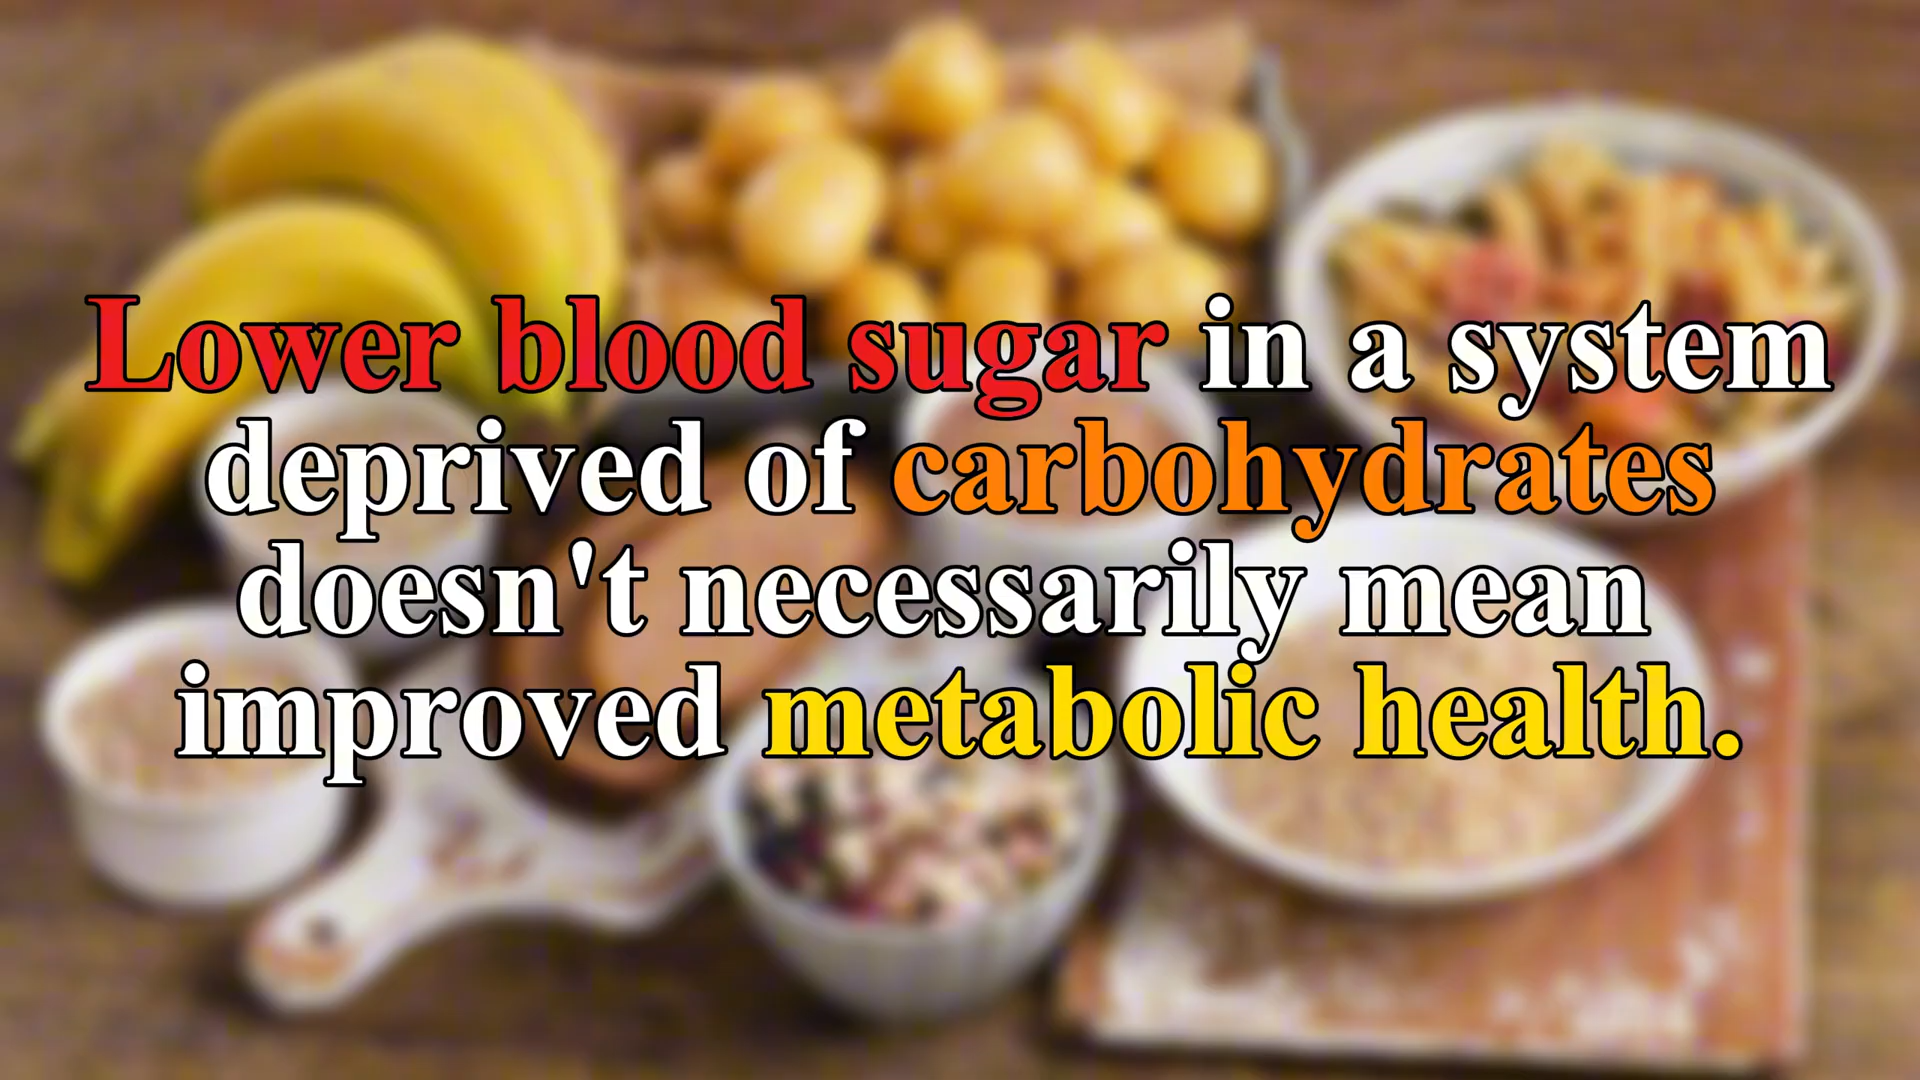 Lower blood sugar in a system
deprived of carbohydrates
doesn't necessarily mean
improved metabolic health.